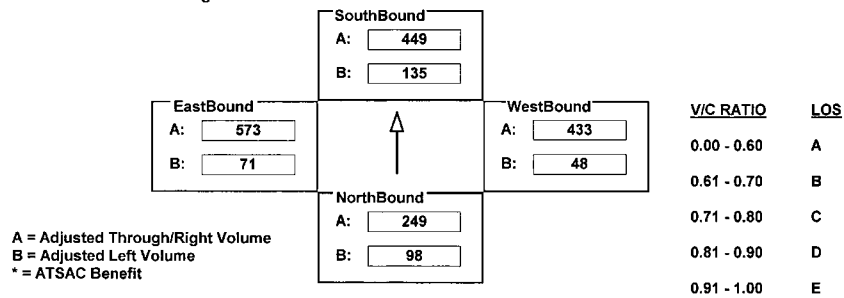 SouthBound
A: 449
B: 135
EastBound
A: 573
B: 71
WestBound
A: 433
B: 48
NorthBound
A: 249
B: 98
A = Adjusted Through/Right Volume
B = Adjusted Left Volume
* = ATSAC Benefit
V/C RATIO LOS
0.00 - 0.60 A
0.61 - 0.70 B
0.71 - 0.80 C
0.81 - 0.90 D
0.91 - 1.00 E